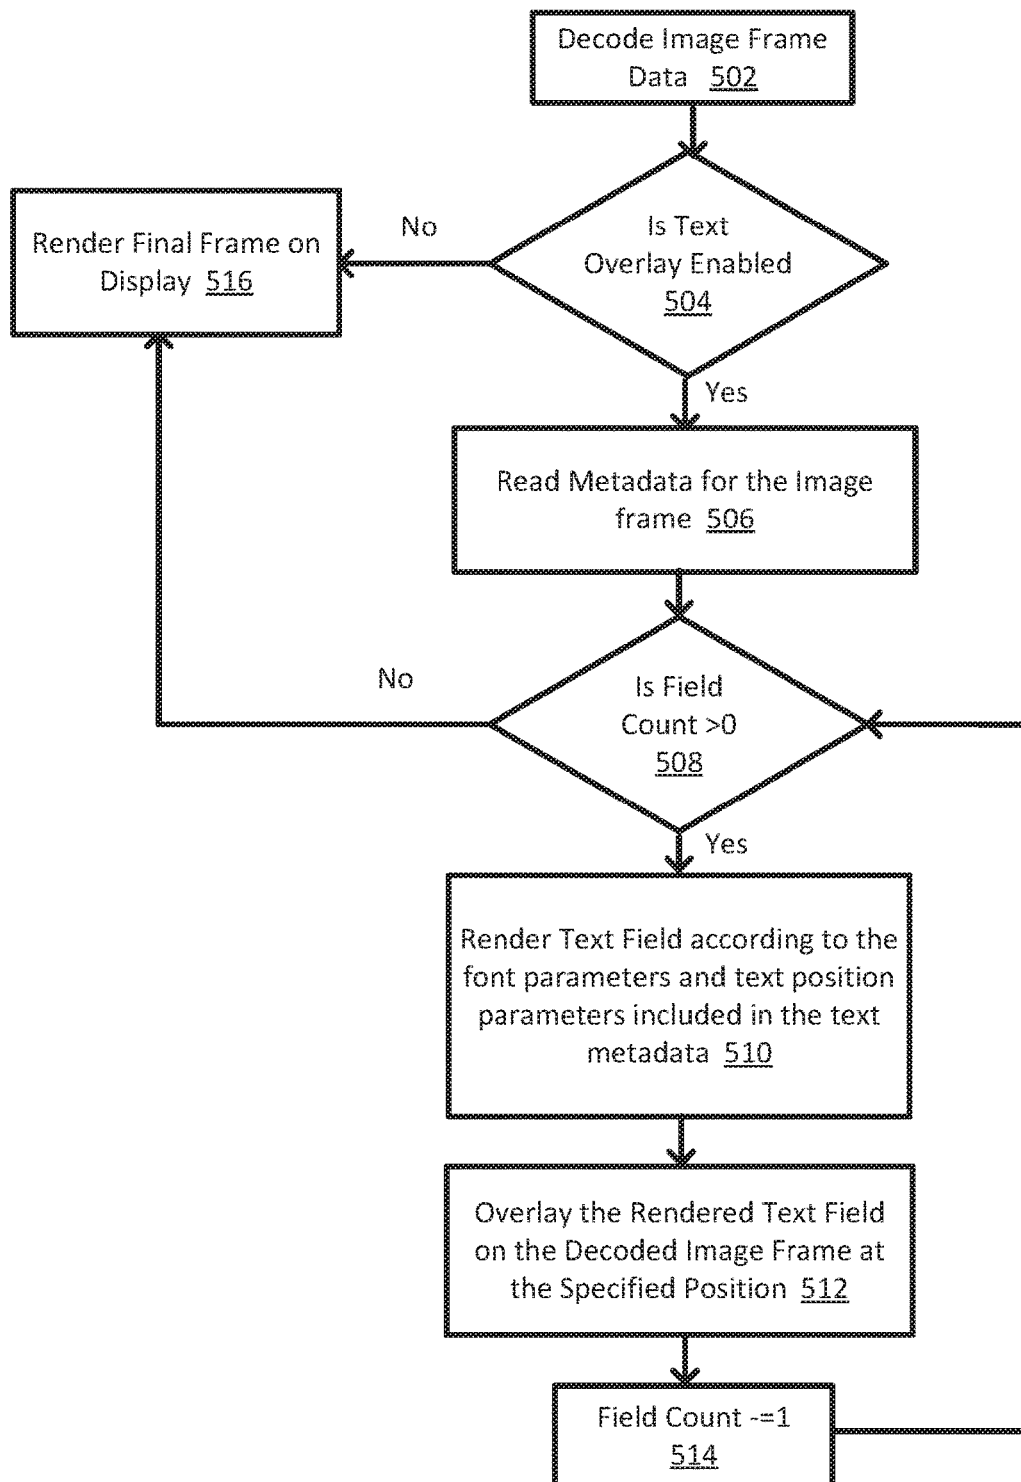 Decode Image Frame
Data 502
Is Text
Overlay Enabled
504
No
Render Final Frame on
Display 516
Yes
Read Metadata for the Image
frame 506
Is Field
Count >0
508
No
Yes
Render Text Field according to the
font parameters and text position
parameters included in the text
metadata 510
Overlay the Rendered Text Field
on the Decoded Image Frame at
the Specified Position 512
Field Count -=1
514